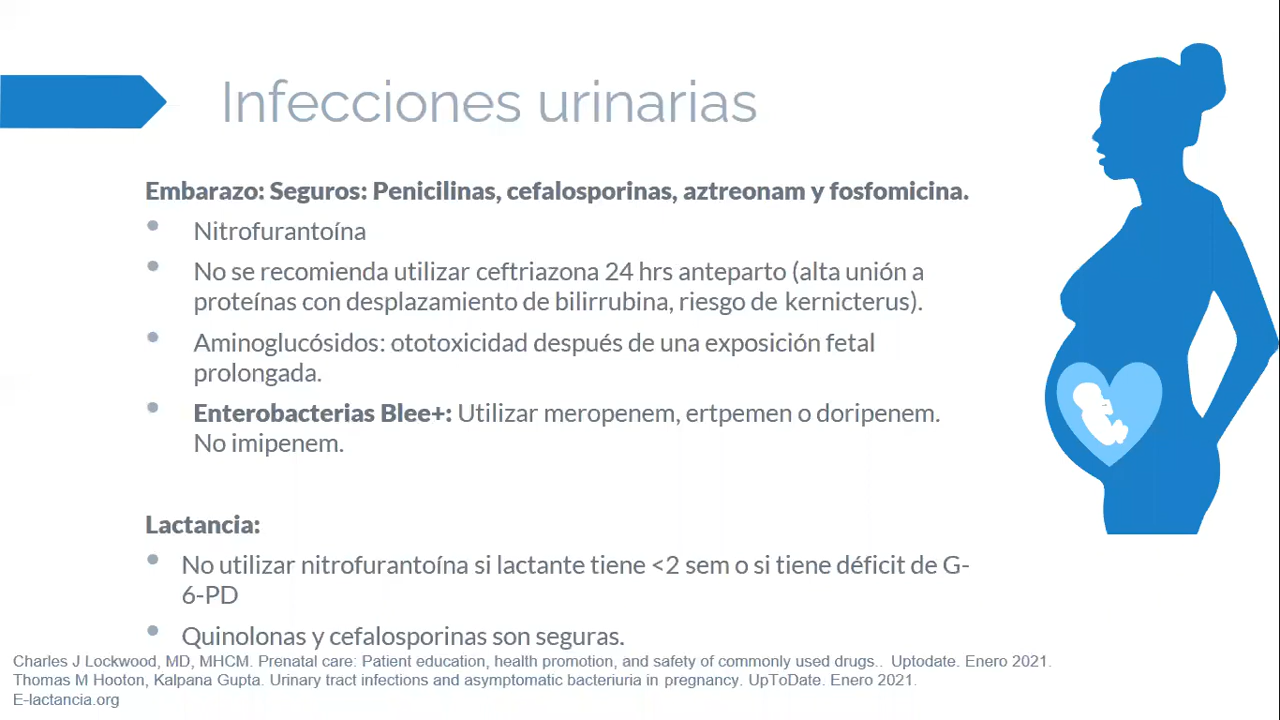 Infecciones urinarias
Embarazo: Seguros: Penicilinas, cefalosporinas, aztreonam y fosfomicina.
• Nitrofurantoína
• No se recomienda utilizar ceftriazona 24 hrs anteparto (alta unión a
proteínas con desplazamiento de bilirrubina, riesgo de kernicterus).
• Aminoglucósidos: ototoxicidad después de una exposición fetal
prolongada.
• Enterobacterias Blee+: Utilizar meropenem, ertpemen o doripenem.
No imipenem.
Lactancia:
• No utilizar nitrofurantoína si lactante tiene <2 sem o si tiene déficit de G-
6-PD
• Quinolonas y cefalosporinas son seguras.
Charles J Lockwood, MD, MHCM. Prenatal care: Patient education, health promotion, and safety of commonly used drugs.. Uptodate. Enero 2021.
Thomas M Hooton, Kalpana Gupta. Urinary tract infections and asymptomatic bacteriuria in pregnancy. UpToDate. Enero 2021.
E-lactancia.org